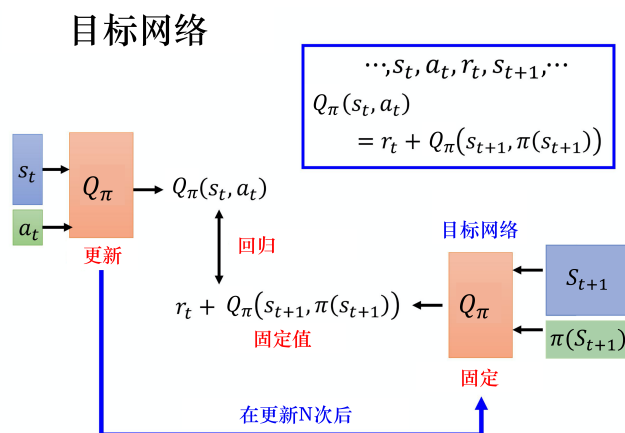 目标网络
⋯,s_t, a_t, r_t, s_{t+1},⋯
Q_π(s_t, a_t)
= r_t + Q_π(s_{t+1}, π(s_{t+1}))
s_t
a_t
Q_π
更新
Q_π(s_t, a_t)
回归
r_t + Q_π(s_{t+1}, π(s_{t+1}))
固定值
目标网络
Q_π
固定
S_{t+1}
π(S_{t+1})
在更新N次后